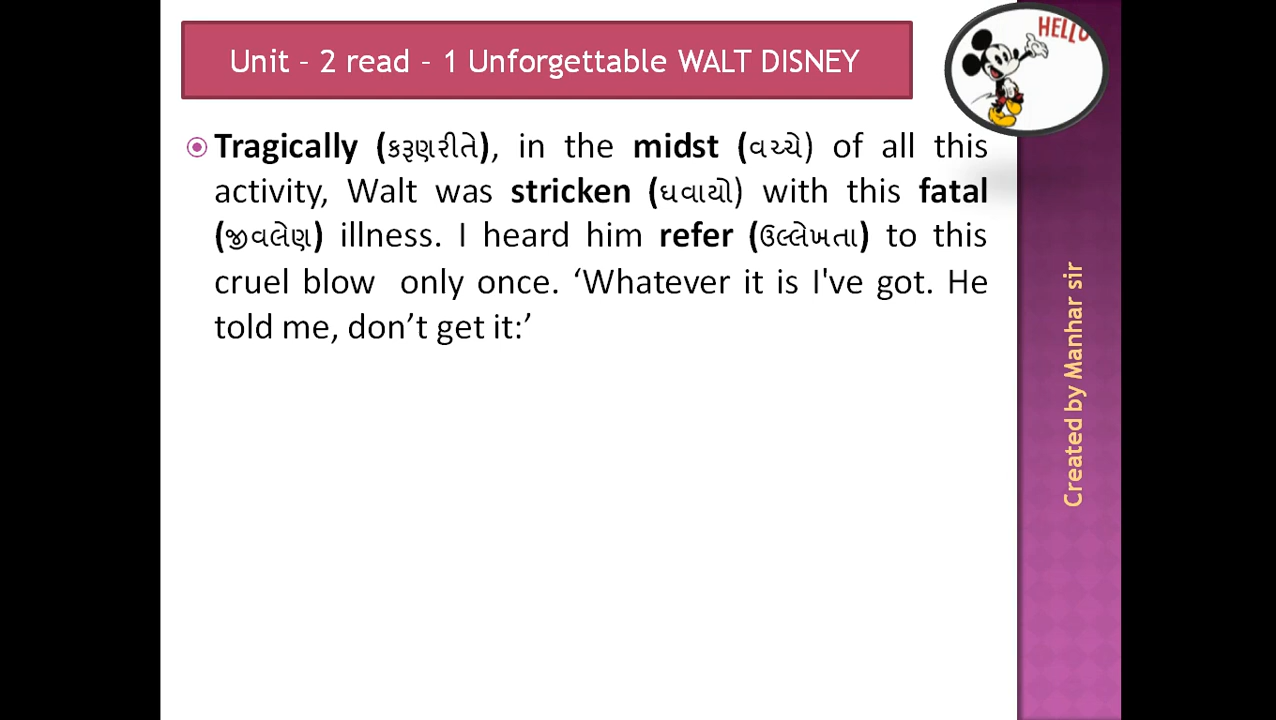 Unit – 2 read – 1 Unforgettable WALT DISNEY
HELLO
Tragically (કરૂણરીતે), in the midst (વચ્ચે) of all this
activity, Walt was stricken (ઘવાયો) with this fatal
(જીવલેણ) illness. I heard him refer (ઉલ્લેખતા) to this
cruel blow only once. ‘Whatever it is I've got. He
told me, don’t get it:’
Created by Manhar sir